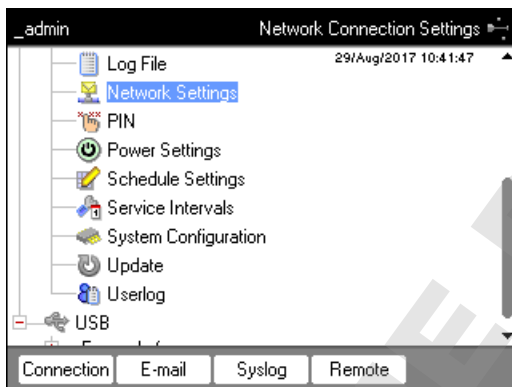 _admin Network Connection Settings
29/Aug/2017 10:41:47
Log File
Network Settings
PIN
Power Settings
Schedule Settings
Service Intervals
System Configuration
Update
Userlog
USB
Connection E-mail Syslog Remote